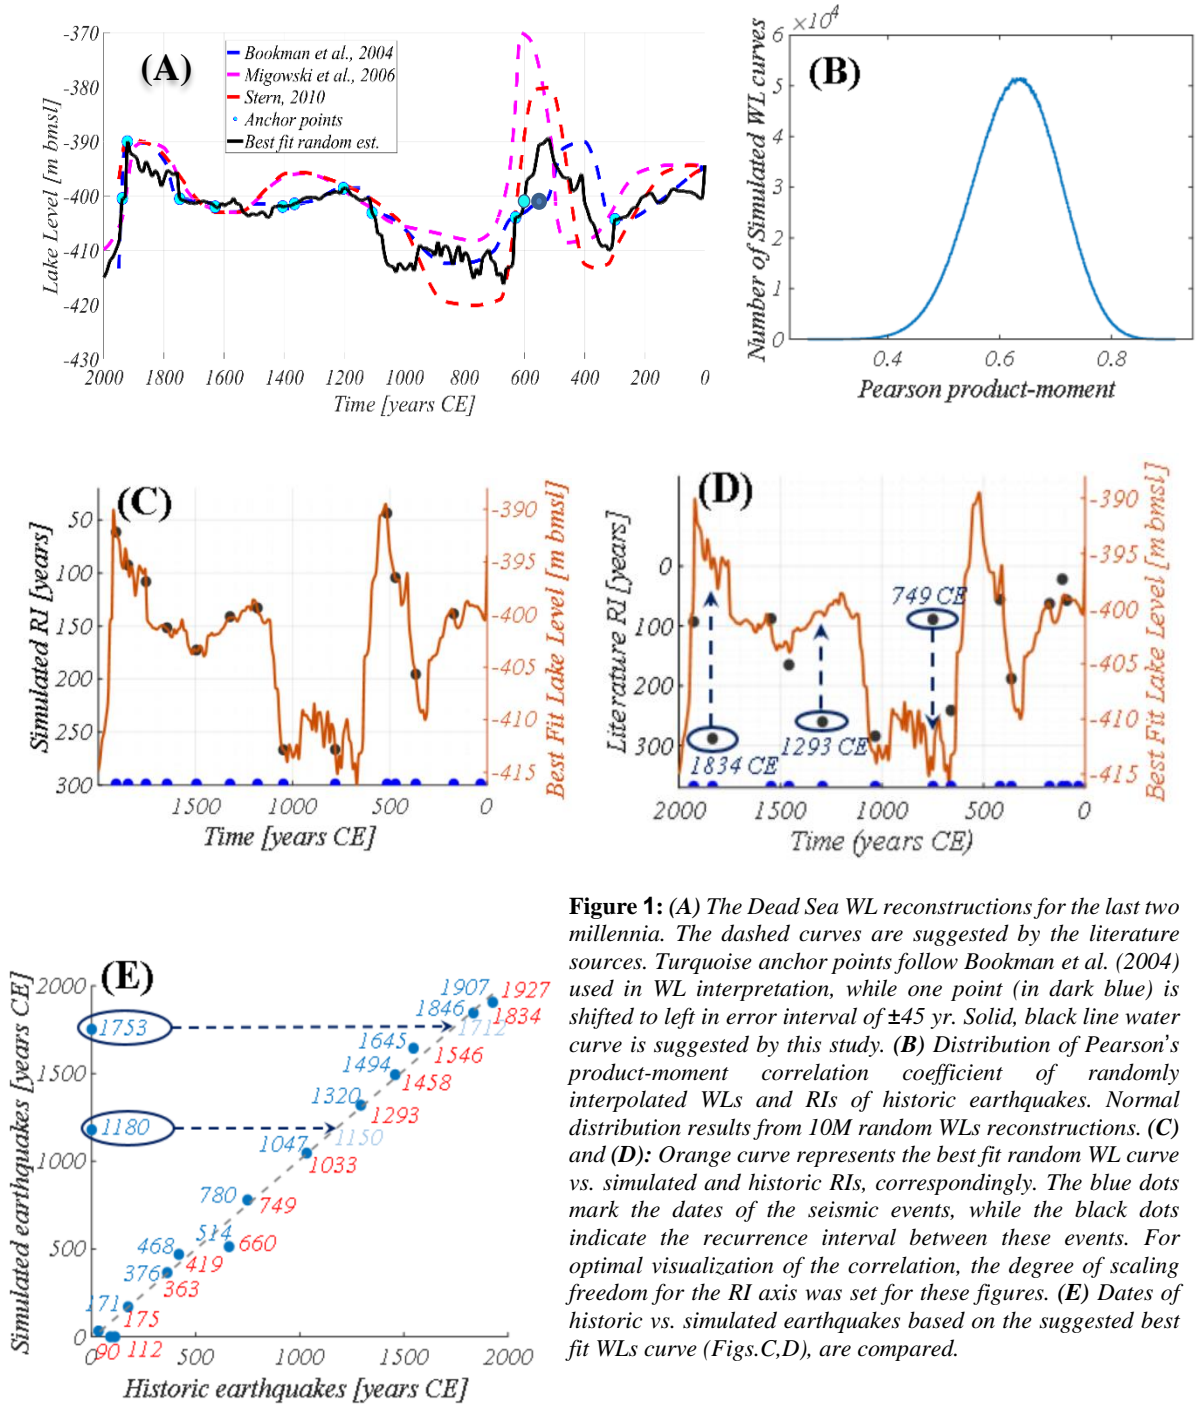 (A)
Lake Level [m bmsl]
-370
-380
-390
-400
-410
-420
-430
Bookman et al., 2004
Migowski et al., 2006
Stern, 2010
Anchor points
Best fit random est.
2000 1800 1600 1400 1200 1000 800 600 400 200 0
Time [years CE]
(B)
Number of Simulated WL curves
×10⁴
6
5
4
3
2
1
0
0.4 0.6 0.8
Pearson product-moment
(C)
Simulated RI [years]
50
100
150
200
250
300
1500 1000 500 0
Time [years CE]
-390
-395
-400
-405
-410
-415
Best Fit Lake Level [m bmsl]
(D)
Literature RI [years]
0
100
200
300
749 CE
1293 CE
1834 CE
2000 1500 1000 500 0
Time (years CE)
-390
-395
-400
-405
-410
-415
Best Fit Lake Level [m bmsl]
(E)
Simulated earthquakes [years CE]
2000
1500
1000
500
0
1907 1927
1846 1834
1753
1712
1645 1546
1494 1458
1320 1293
1180
1150
1047 1033
780 749
514 660
468 419
376 363
171 175
90 112
0 500 1000 1500 2000
Historic earthquakes [years CE]
Figure 1: (A) The Dead Sea WL reconstructions for the last two
millennia. The dashed curves are suggested by the literature
sources. Turquoise anchor points follow Bookman et al. (2004)
used in WL interpretation, while one point (in dark blue) is
shifted to left in error interval of ±45 yr. Solid, black line water
curve is suggested by this study. (B) Distribution of Pearson's
product-moment correlation coefficient of randomly
interpolated WLs and RIs of historic earthquakes. Normal
distribution results from 10M random WLs reconstructions. (C)
and (D): Orange curve represents the best fit random WL curve
vs. simulated and historic RIs, correspondingly. The blue dots
mark the dates of the seismic events, while the black dots
indicate the recurrence interval between these events. For
optimal visualization of the correlation, the degree of scaling
freedom for the RI axis was set for these figures. (E) Dates of
historic vs. simulated earthquakes based on the suggested best
fit WLs curve (Figs.C,D), are compared.